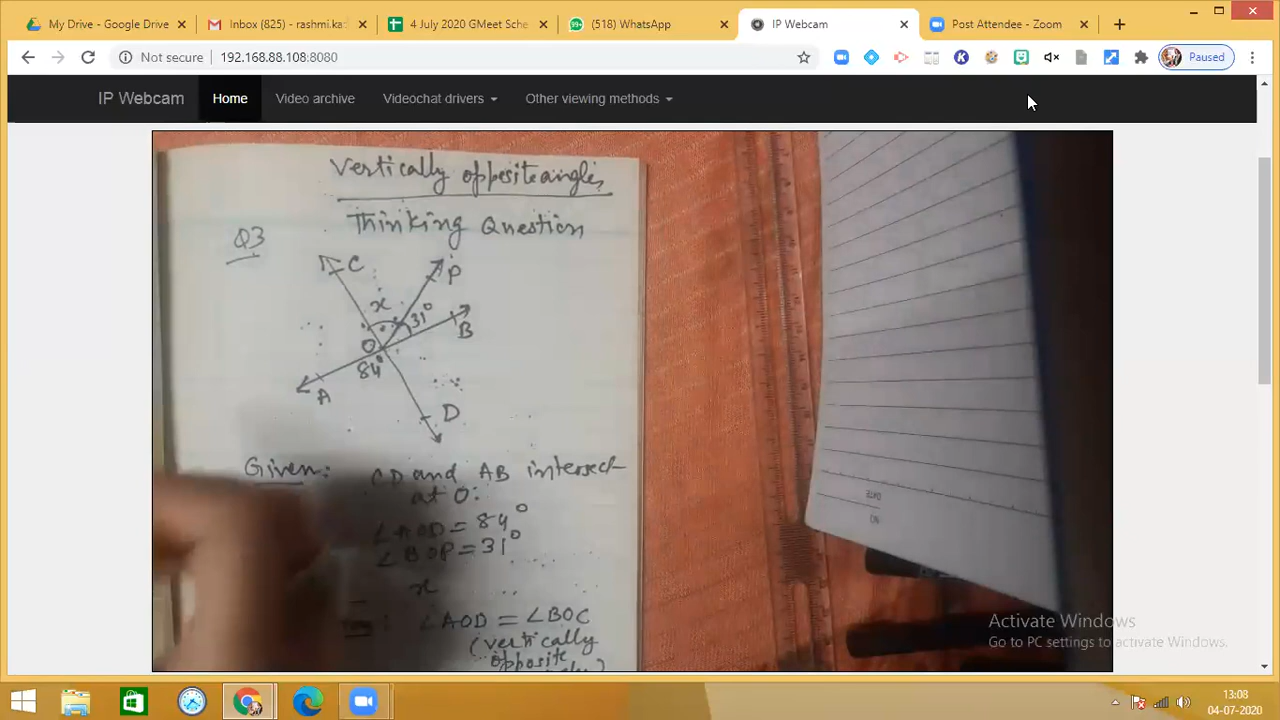 My Drive - Google Drive
Inbox (825) - rashmi.ka
4 July 2020 GMeet Sche
(518) WhatsApp
IP Webcam
Post Attendee - Zoom
Not secure
192.168.88.108:8080
Paused
IP Webcam
Home
Video archive
Videochat drivers
Other viewing methods
Vertically opposite angles
Thinking Question
Q3
C
P
x
31°
B
O
84°
A
D
Given: CD and AB intersect
at O:
∠AOD = 84°
∠BOP = 31°
x
: ∠AOD = ∠BOC
(vertically
opposite
NO
DATE
Activate Windows
Go to PC settings to activate Windows.
13:08
04-07-2020